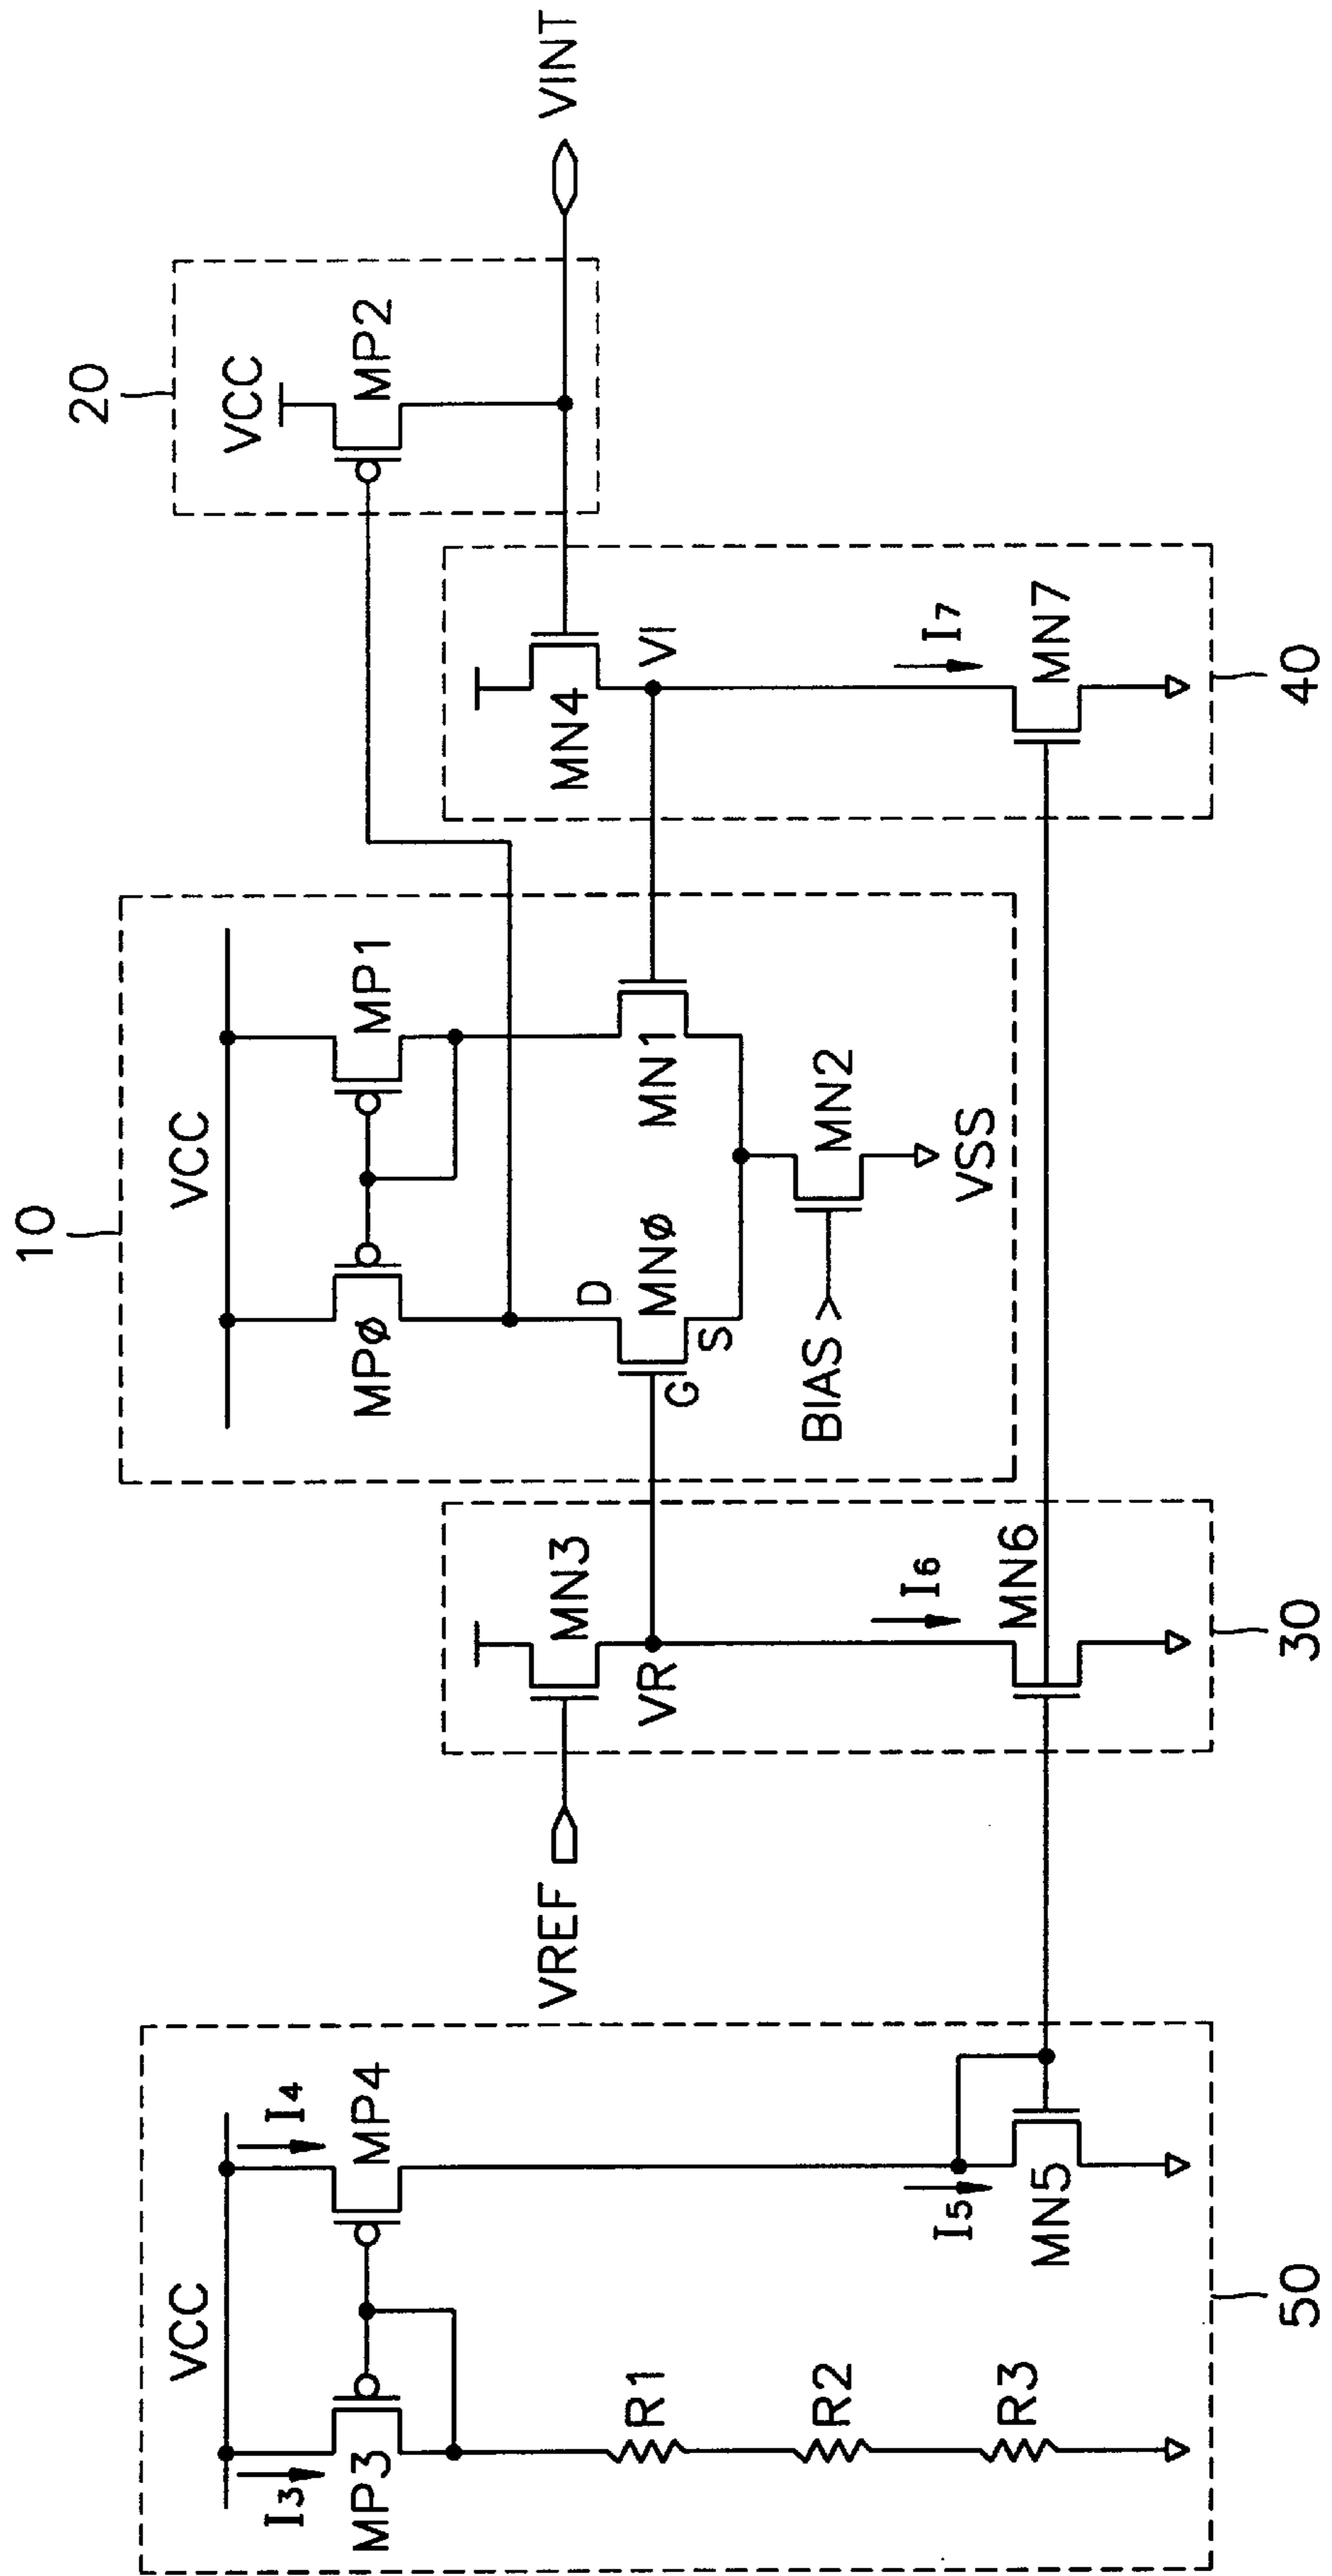 10
20
VCC
VCC
VCC
I3
I4
MP3
MP4
MPø
MP1
MP2
VREF
MN3
D
MN4
VINT
R1
VR
G
MNø
S
MN1
VI
R2
BIAS
MN2
I5
I6
VSS
I7
R3
MN5
MN6
MN7
50
30
40